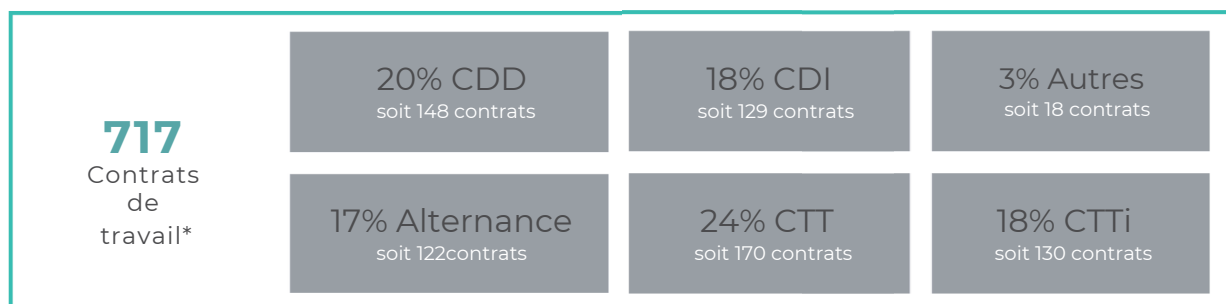 717
Contrats
de
travail*
20% CDD
soit 148 contrats
18% CDI
soit 129 contrats
3% Autres
soit 18 contrats
17% Alternance
soit 122contrats
24% CTT
soit 170 contrats
18% CTTi
soit 130 contrats